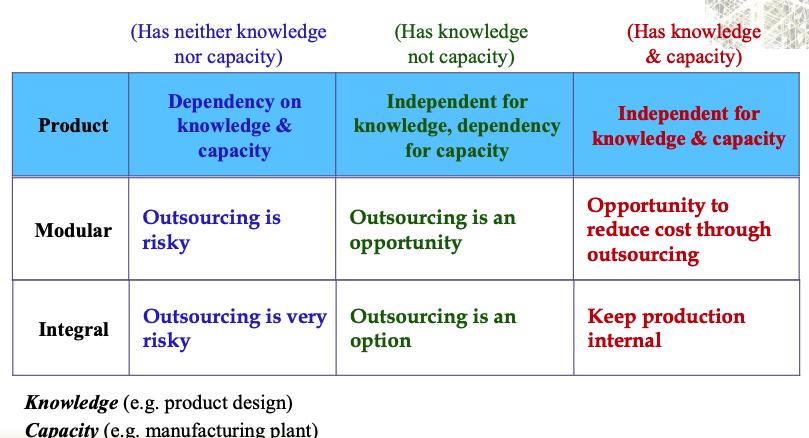 (Has neither knowledge
nor capacity)
(Has knowledge
not capacity)
(Has knowledge
& capacity)
Product
Dependency on
knowledge &
capacity
Independent for
knowledge, dependency
for capacity
Independent for
knowledge & capacity
Modular
Outsourcing is
risky
Outsourcing is an
opportunity
Opportunity to
reduce cost through
outsourcing
Integral
Outsourcing is very
risky
Outsourcing is an
option
Keep production
internal
Knowledge (e.g. product design)
Capacity (e.g. manufacturing plant)